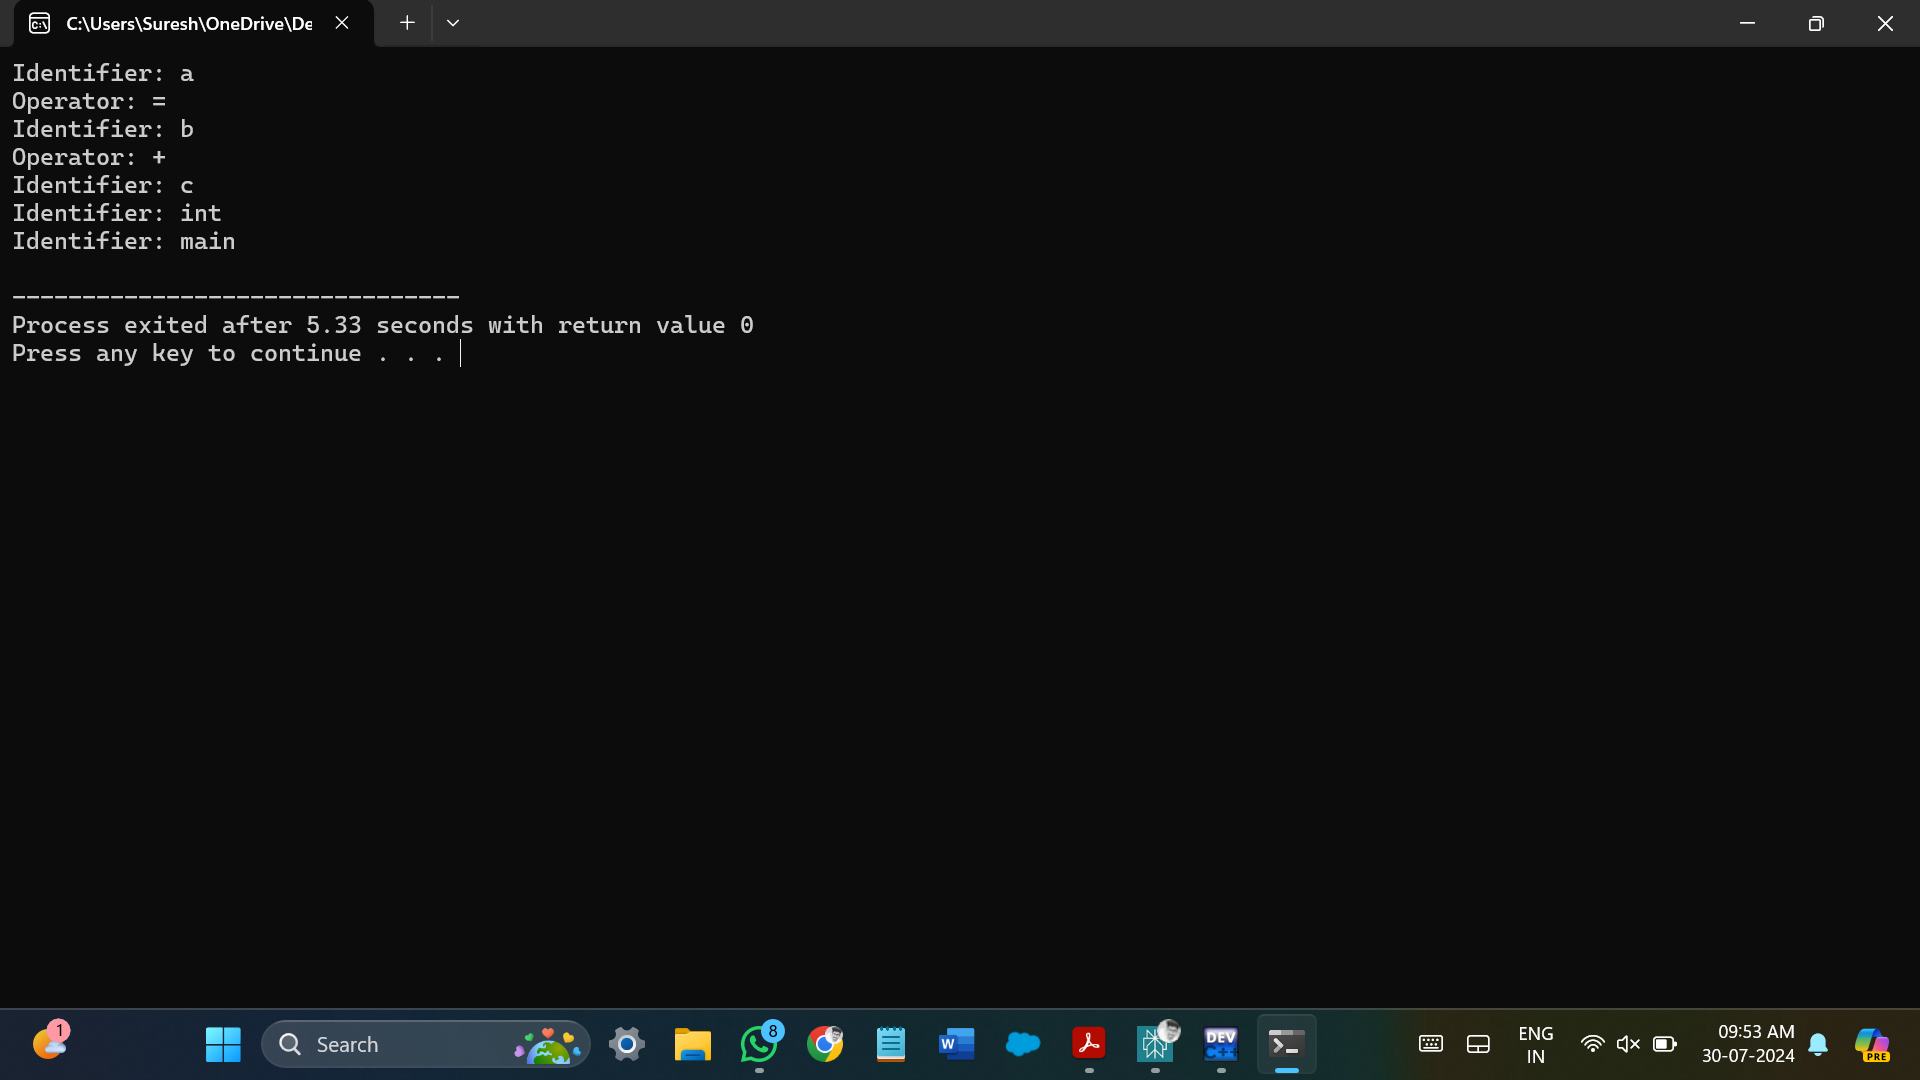 C:\Users\Suresh\OneDrive\De
Identifier: a
Operator: =
Identifier: b
Operator: +
Identifier: c
Identifier: int
Identifier: main
--------------------------------
Process exited after 5.33 seconds with return value 0
Press any key to continue . . .
1
Search
8
W
DEV
C++
ENG
IN
09:53 AM
30-07-2024
PRE